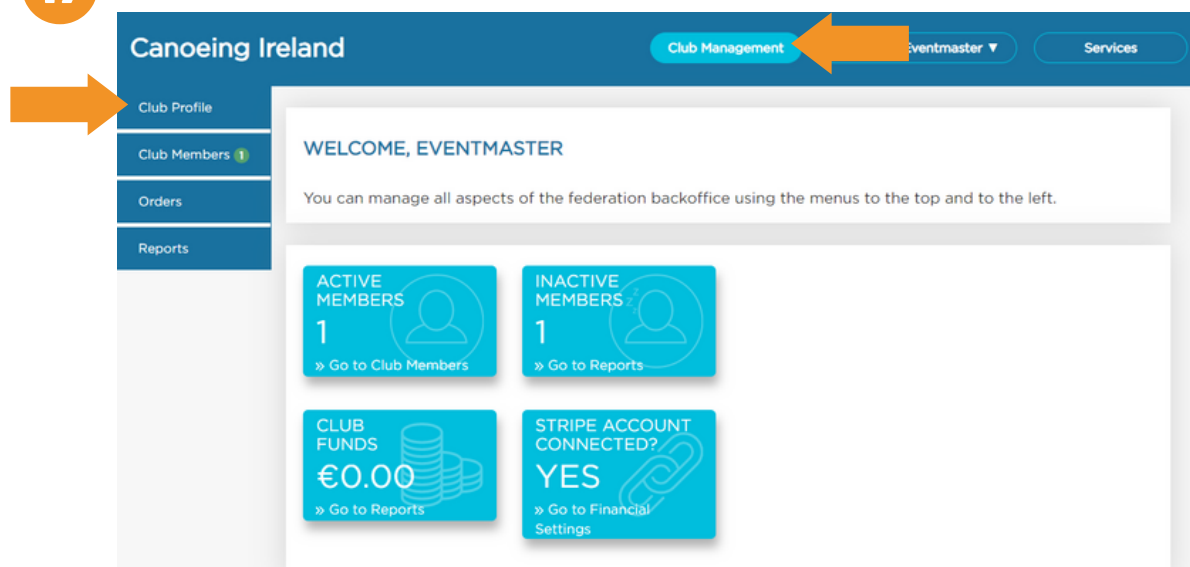 Canoeing Ireland
Club Management
Eventmaster ▼
Services
Club Profile
Club Members 1
Orders
Reports
WELCOME, EVENTMASTER
You can manage all aspects of the federation backoffice using the menus to the top and to the left.
ACTIVE
MEMBERS
1
» Go to Club Members
INACTIVE
MEMBERS
1
» Go to Reports
CLUB
FUNDS
€0.00
» Go to Reports
STRIPE ACCOUNT
CONNECTED?
YES
» Go to Financial
Settings